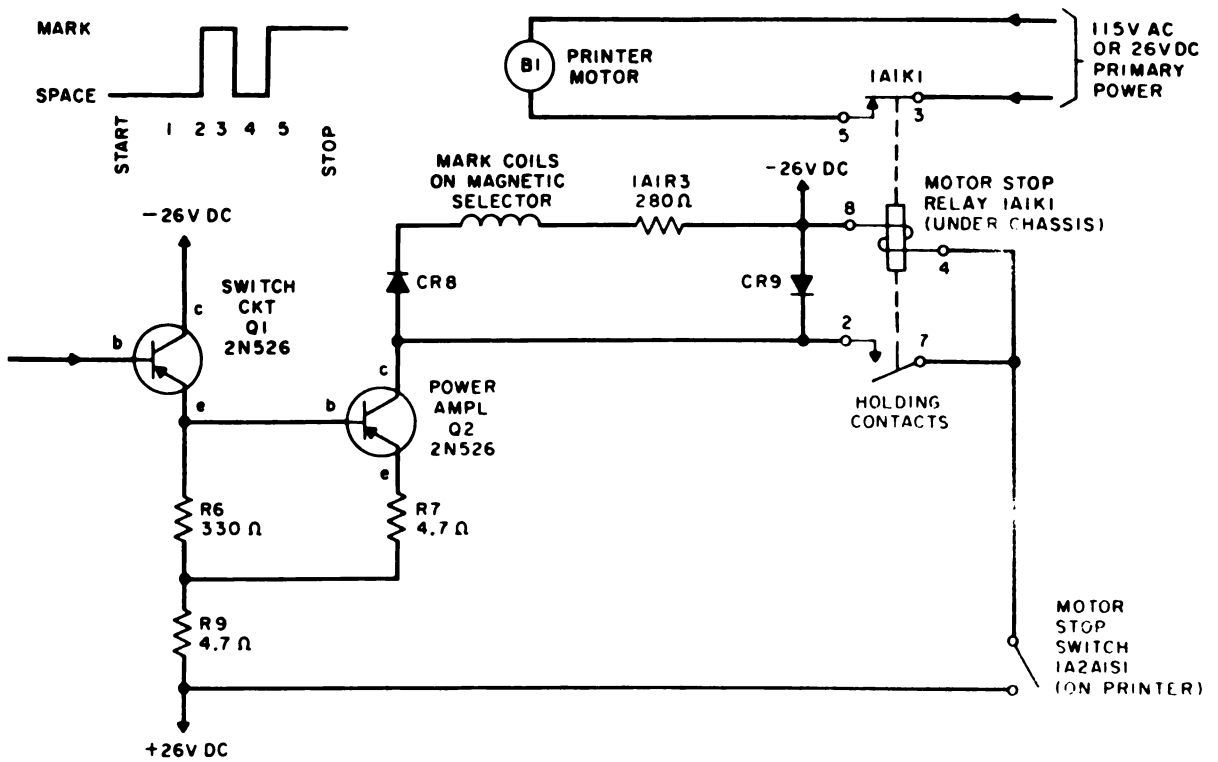 MARK
SPACE
START
1 2 3 4 5
STOP
B1
PRINTER
MOTOR
1A1K1
5
3
115V AC
OR 26VDC
PRIMARY
POWER
MARK COILS
ON MAGNETIC
SELECTOR
1A1R3
280Ω
-26V DC
8
MOTOR STOP
RELAY 1A1K1
(UNDER CHASSIS)
4
-26V DC
SWITCH
CKT
Q1
2N526
c
b
e
CR8
CR9
2
7
HOLDING
CONTACTS
c
b
e
POWER
AMPL
Q2
2N526
R6
330Ω
R7
4.7Ω
R9
4.7Ω
+26V DC
MOTOR
STOP
SWITCH
1A2A1S1
(ON PRINTER)